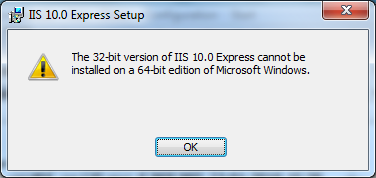 IIS 10.0 Express Setup
The 32-bit version of IIS 10.0 Express cannot be
installed on a 64-bit edition of Microsoft Windows.
OK